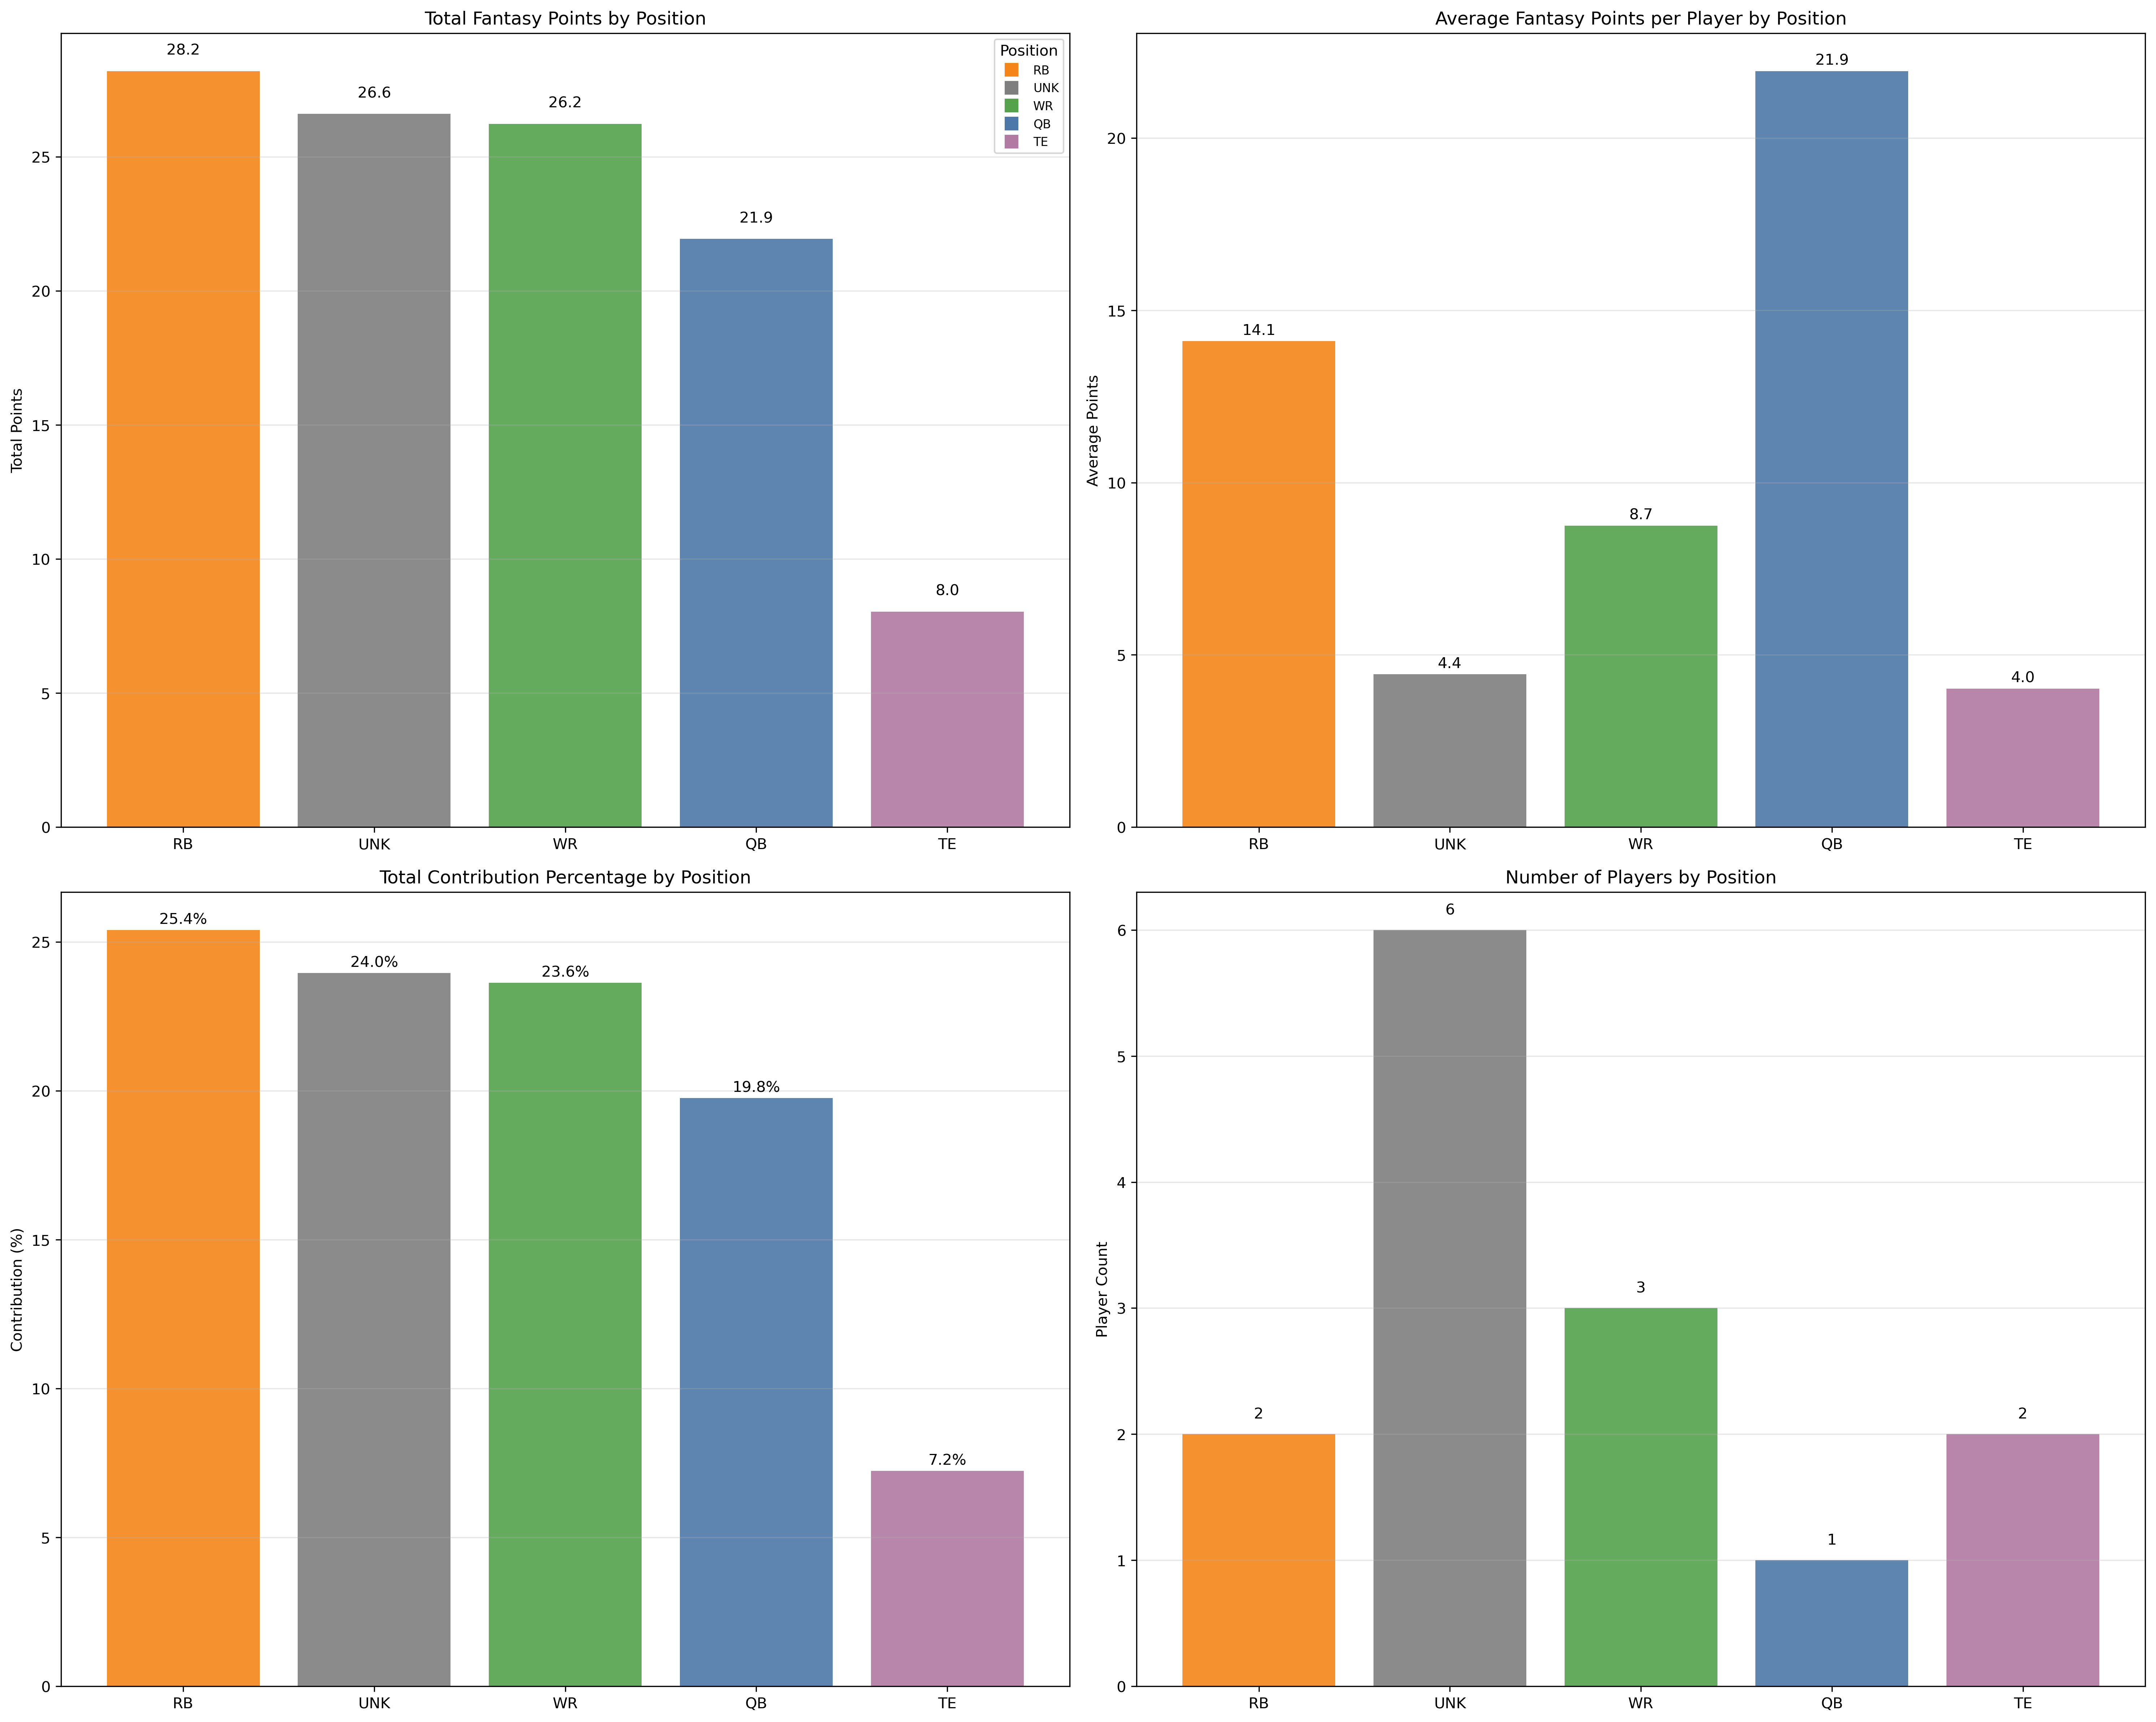 Total Fantasy Points by Position
Total Points
25
20
15
10
5
0
28.2
26.6
26.2
21.9
8.0
Position
RB
UNK
WR
QB
TE
RB
UNK
WR
QB
TE
Average Fantasy Points per Player by Position
Average Points
20
15
10
5
0
14.1
4.4
8.7
21.9
4.0
RB
UNK
WR
QB
TE
Total Contribution Percentage by Position
Contribution (%)
25
20
15
10
5
0
25.4%
24.0%
23.6%
19.8%
7.2%
RB
UNK
WR
QB
TE
Number of Players by Position
Player Count
6
5
4
3
2
1
0
2
6
3
1
2
RB
UNK
WR
QB
TE